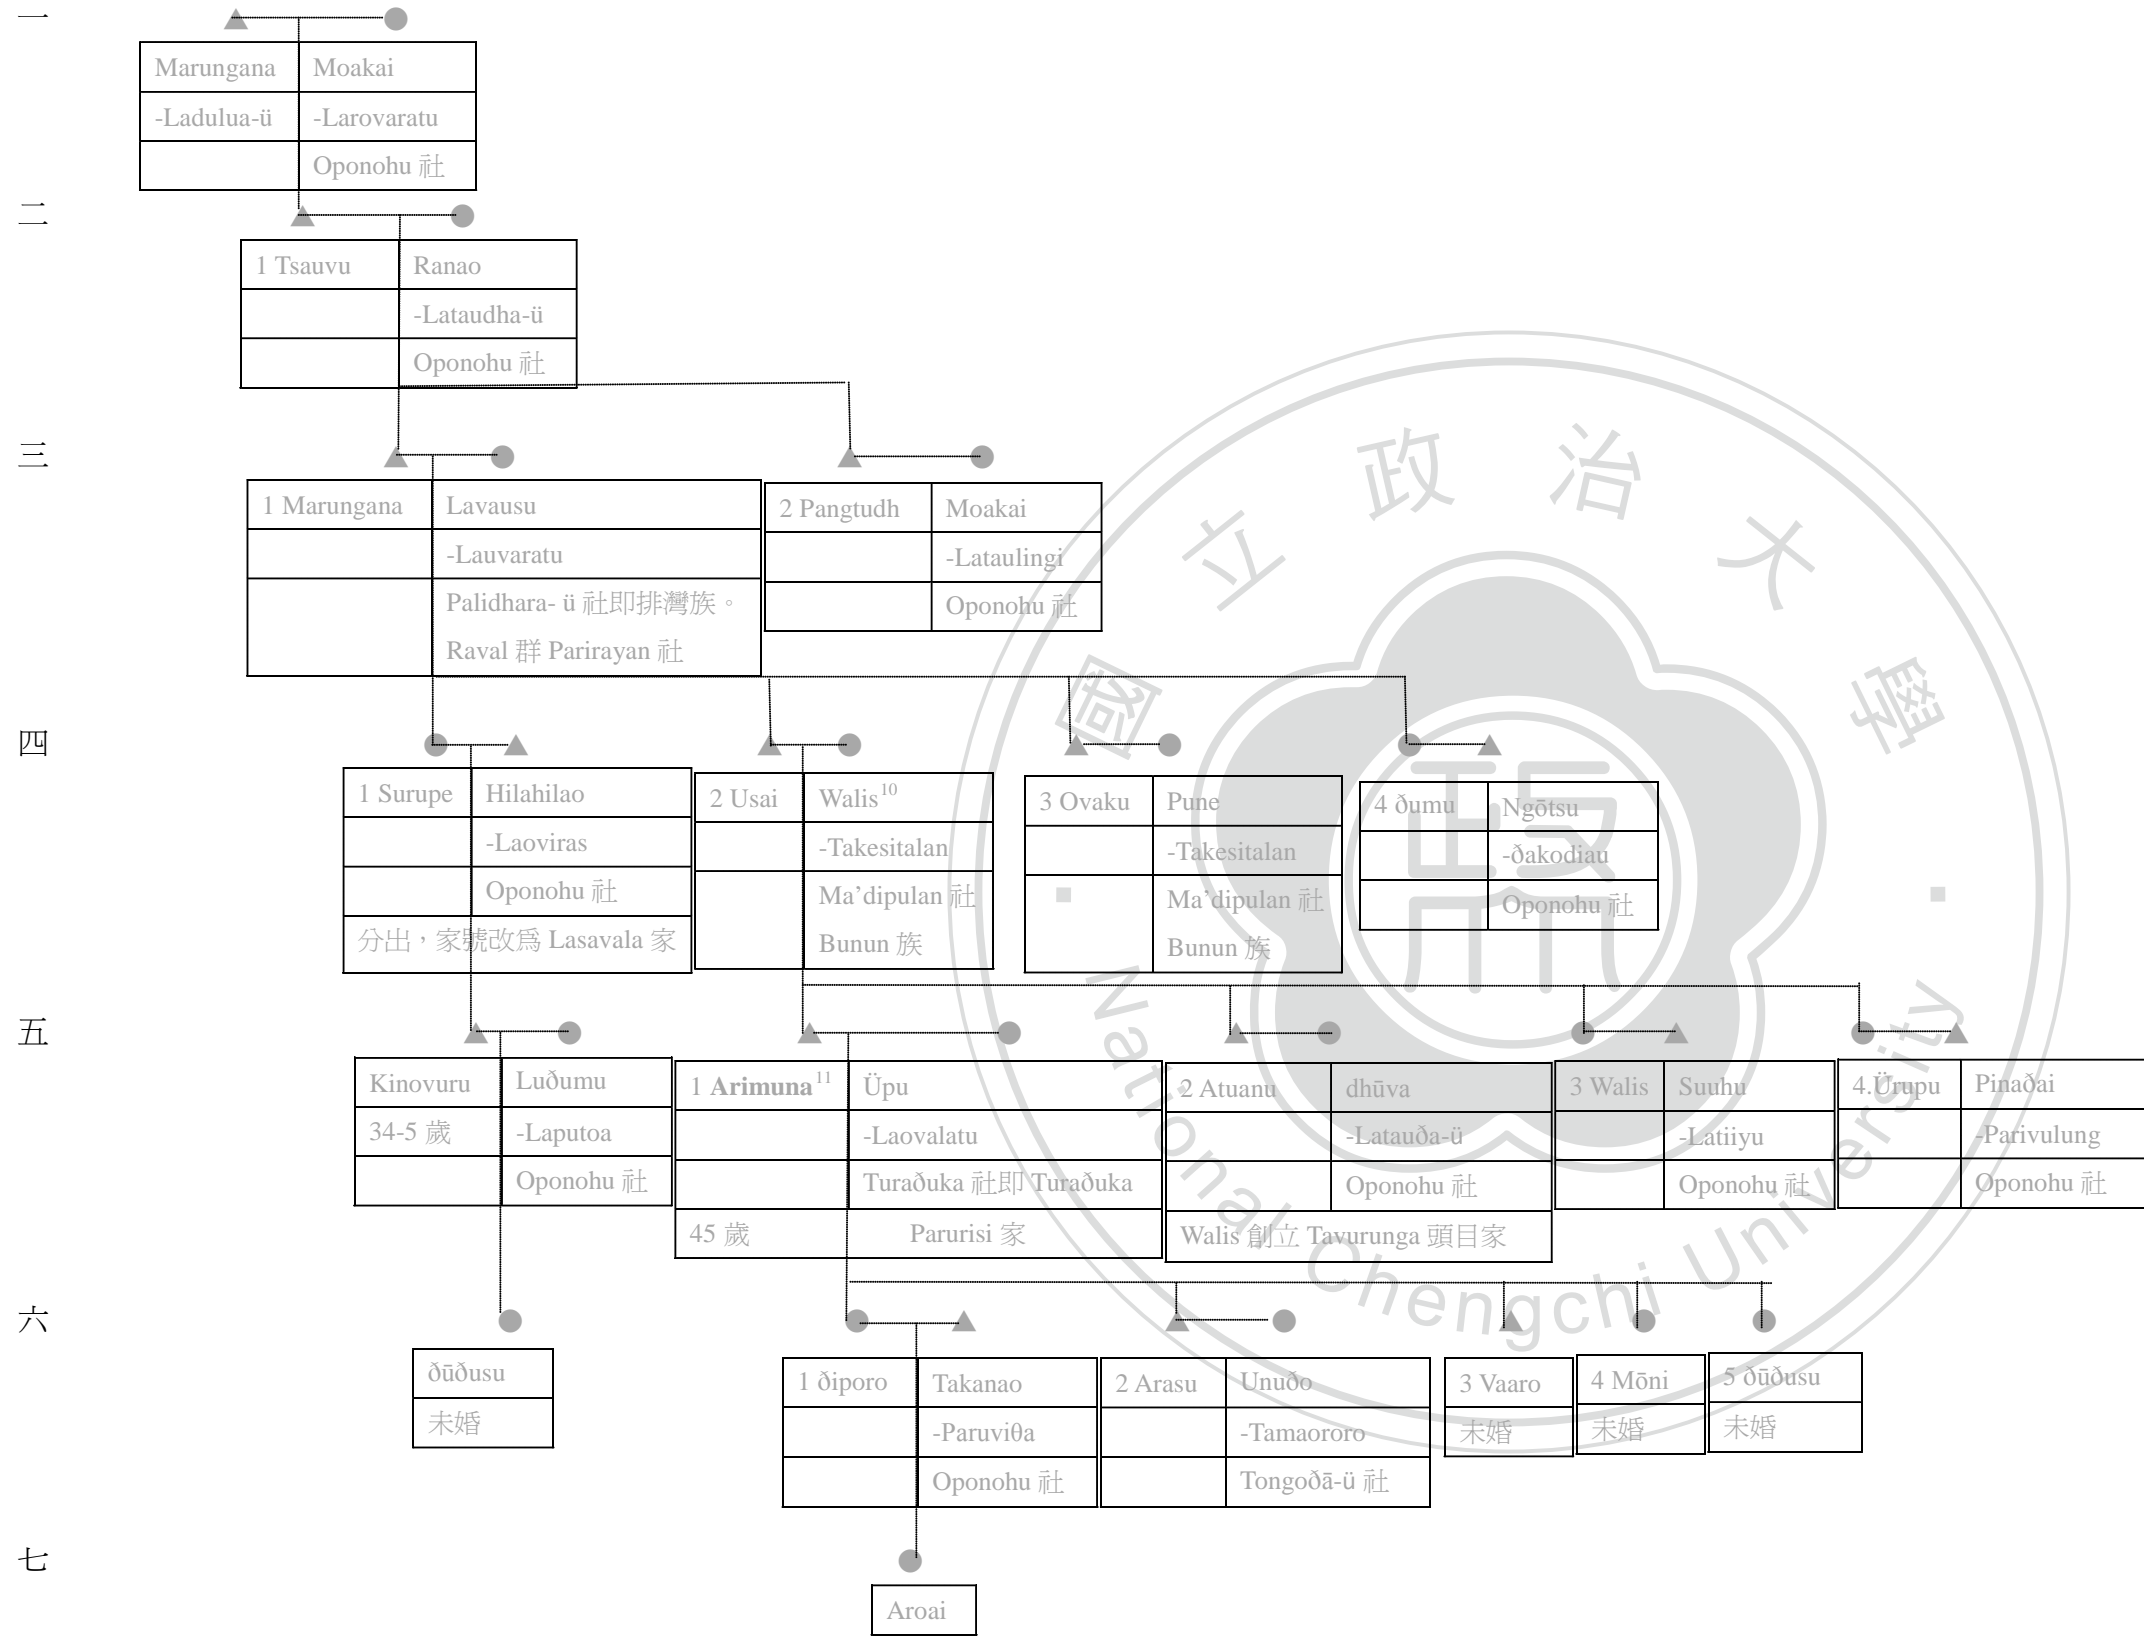 一
Marungana Moakai
-Ladulua-ü -Larovaratu
Oponohu 社
二
1 Tsauvu Ranao
-Lataudha-ü
Oponohu 社
三
1 Marungana Lavausu
-Lauvaratu
Palidhara- ü 社即排灣族。
Raval 群 Parirayan 社
2 Pangtudh Moakai
-Lataulingi
Oponohu 社
四
1 Surupe Hilahilao
-Laoviras
Oponohu 社
分出，家號改為 Lasavala 家
2 Usai Walis10
-Takesitalan
Ma’dipulan 社
Bunun 族
3 Ovaku Pune
-Takesitalan
Ma’dipulan 社
Bunun 族
4 ðumu Ngōtsu
-ðakodiau
Oponohu 社
五
Kinovuru Luðumu
34-5 歲 -Laputoa
Oponohu 社
1 Arimuna11 Üpu
-Laovalatu
Turaðuka 社即 Turaðuka
45 歲 Parurisi 家
2 Atuanu dhūva
-Latauða-ü
Oponohu 社
Walis 創立 Tavurunga 頭目家
3 Walis Suuhu
-Latiiyu
Oponohu 社
4.Ürupu Pinaðai
-Parivulung
Oponohu 社
六
ðūðusu
未婚
1 ðiporo Takanao
-Paruviθa
Oponohu 社
2 Arasu Unuðo
-Tamaororo
Tongoðā-ü 社
3 Vaaro
未婚
4 Mōni
未婚
5 ðūðusu
未婚
七
Aroai
國立政治大學
National Chengchi University